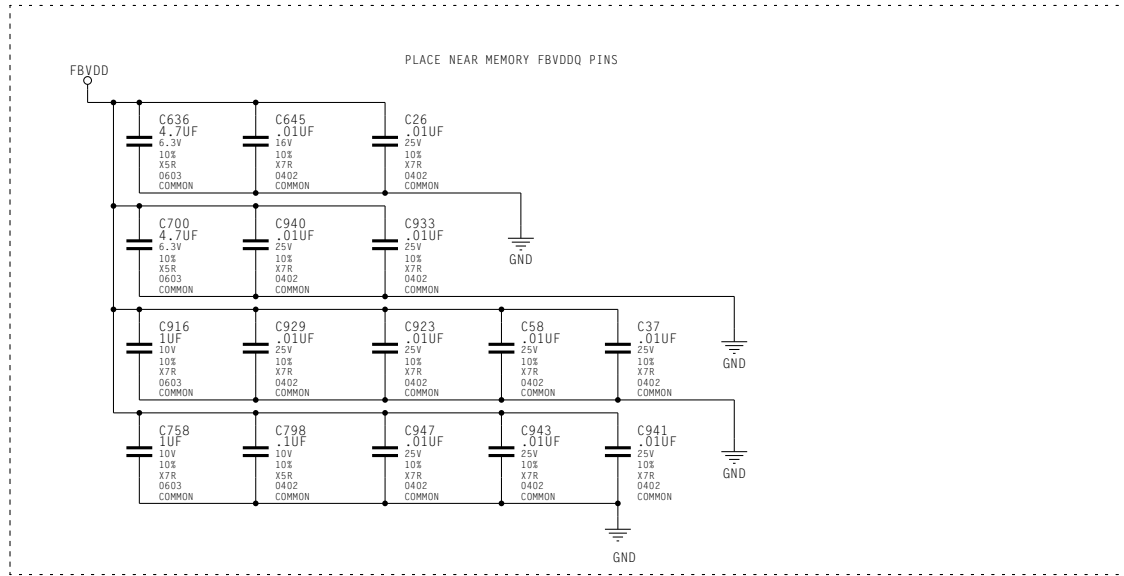 PLACE NEAR MEMORY FBVDDQ PINS
FBVDD
C636
4.7UF
6.3V
10%
X5R
0603
COMMON
C645
.01UF
16V
10%
X7R
0402
COMMON
C26
.01UF
25V
10%
X7R
0402
COMMON
GND
C700
4.7UF
6.3V
10%
X5R
0603
COMMON
C940
.01UF
25V
10%
X7R
0402
COMMON
C933
.01UF
25V
10%
X7R
0402
COMMON
GND
C916
1UF
10V
10%
X7R
0603
COMMON
C929
.01UF
25V
10%
X7R
0402
COMMON
C923
.01UF
25V
10%
X7R
0402
COMMON
C58
.01UF
25V
10%
X7R
0402
COMMON
C37
.01UF
25V
10%
X7R
0402
COMMON
GND
C758
1UF
10V
10%
X7R
0603
COMMON
C798
.1UF
10V
10%
X5R
0402
COMMON
C947
.01UF
25V
10%
X7R
0402
COMMON
C943
.01UF
25V
10%
X7R
0402
COMMON
C941
.01UF
25V
10%
X7R
0402
COMMON
GND